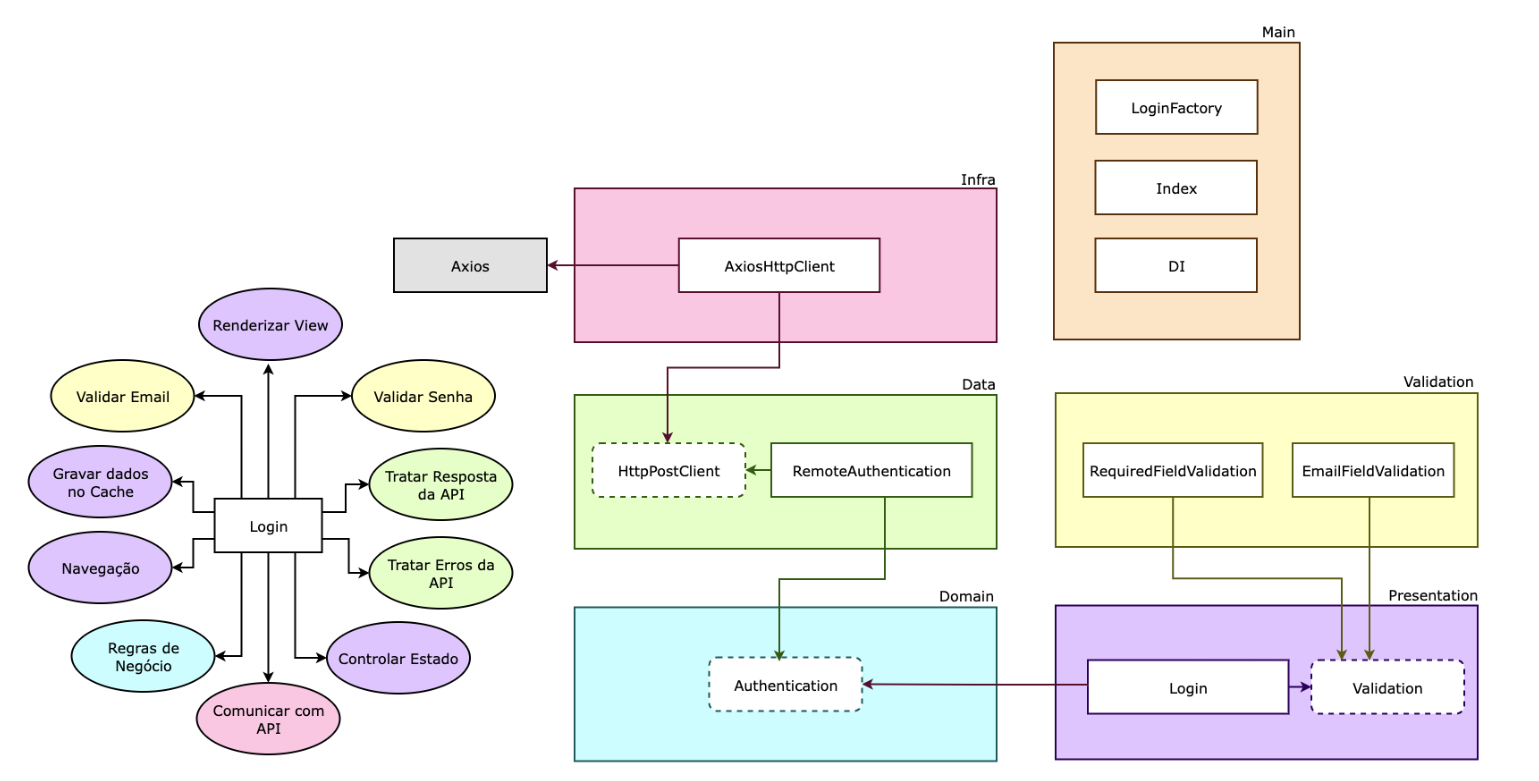 Main
LoginFactory
Index
DI
Infra
Axios
AxiosHttpClient
Renderizar View
Validar Email
Validar Senha
Gravar dados
no Cache
Tratar Resposta
da API
Login
Navegação
Tratar Erros da
API
Regras de
Negócio
Controlar Estado
Comunicar com
API
Data
HttpPostClient
RemoteAuthentication
Validation
RequiredFieldValidation
EmailFieldValidation
Domain
Authentication
Presentation
Login
Validation